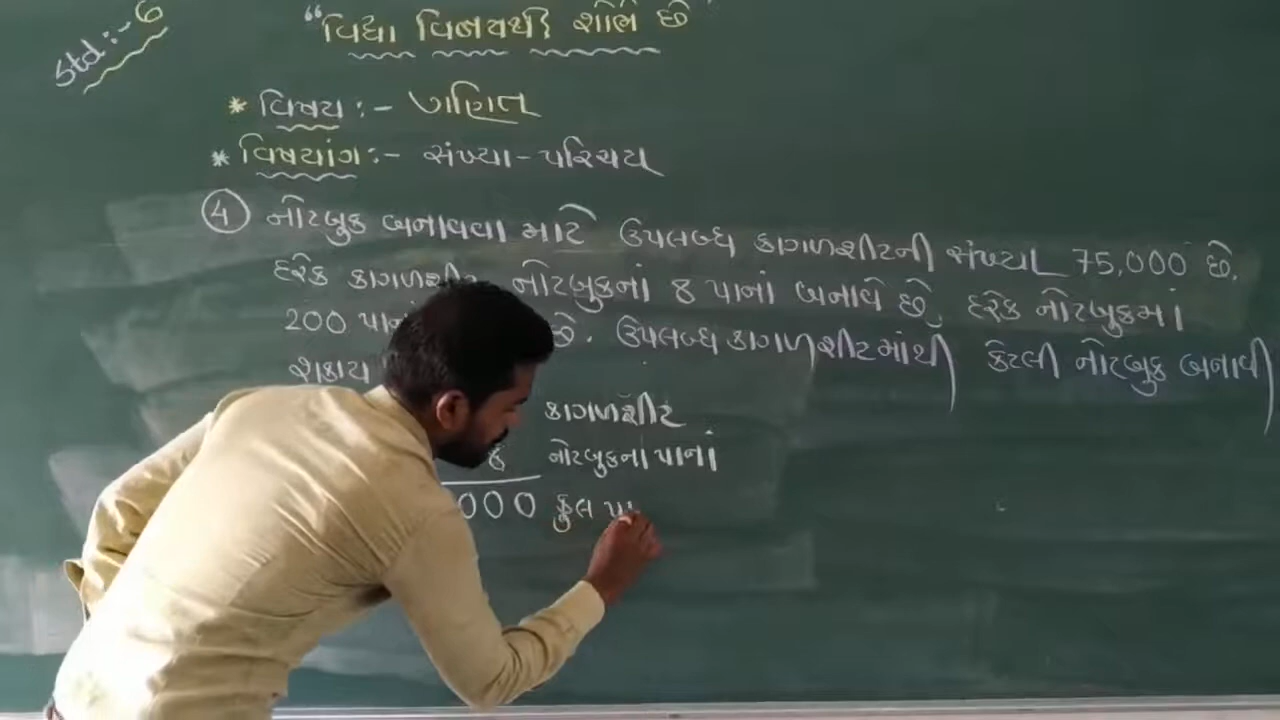 Std:- 6
“વિદ્યા વિનયથી શોભે છે
* વિષય :- ગણિત
* વિષયાંગ :- સંખ્યા - પરિચય
4 નોટબુક બનાવવા માટે ઉપલબ્ધ કાગળશીટની સંખ્યા 75,000 છે.
દરેક કાગળશીટ નોટબુકનાં 8 પાનાં બનાવે છે. દરેક નોટબુકમાં
200 પાનાં છે. ઉપલબ્ધ કાગળશીટમાંથી કેટલી નોટબુક બનાવી
શકાય
કાગળશીટ
8 નોટબુકનાં પાનાં
000 કુલ પા